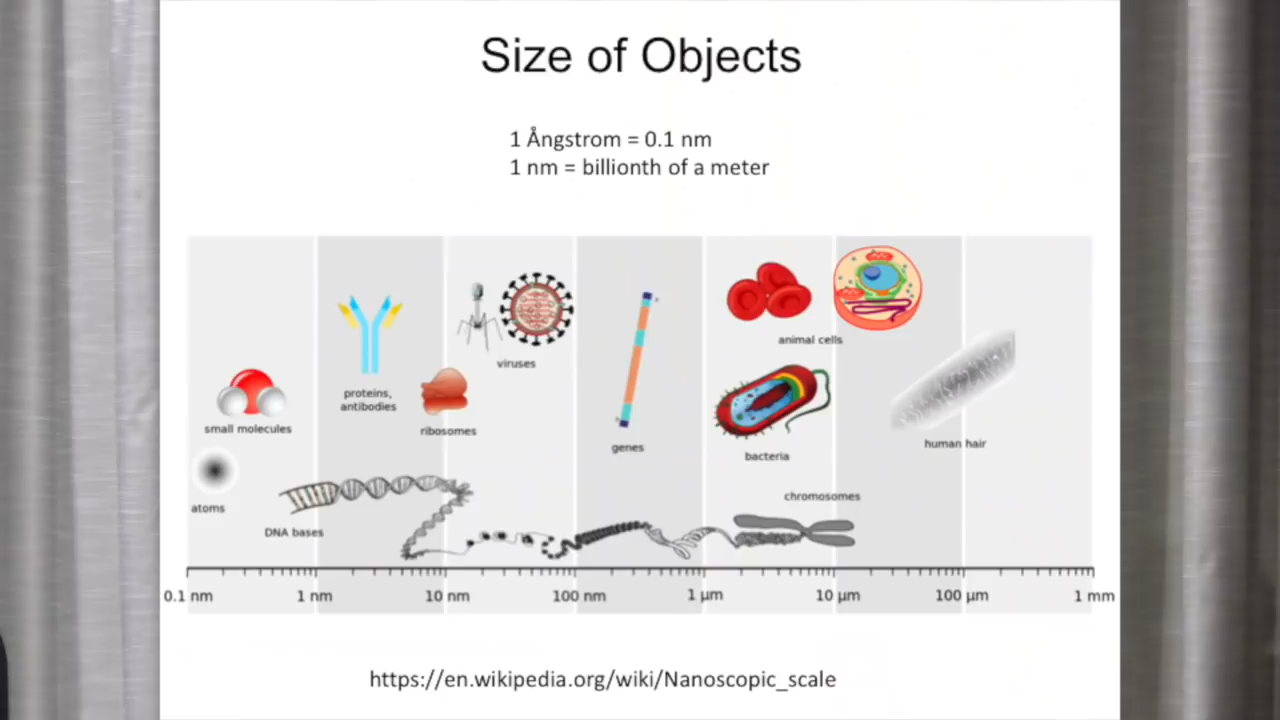 Size of Objects
1 Ångstrom = 0.1 nm
1 nm = billionth of a meter
animal cells
viruses
proteins,
antibodies
small molecules
ribosomes
human hair
genes
bacteria
chromosomes
atoms
DNA bases
0.1 nm 1 nm 10 nm 100 nm 1 µm 10 µm 100 µm 1 mm
https://en.wikipedia.org/wiki/Nanoscopic_scale